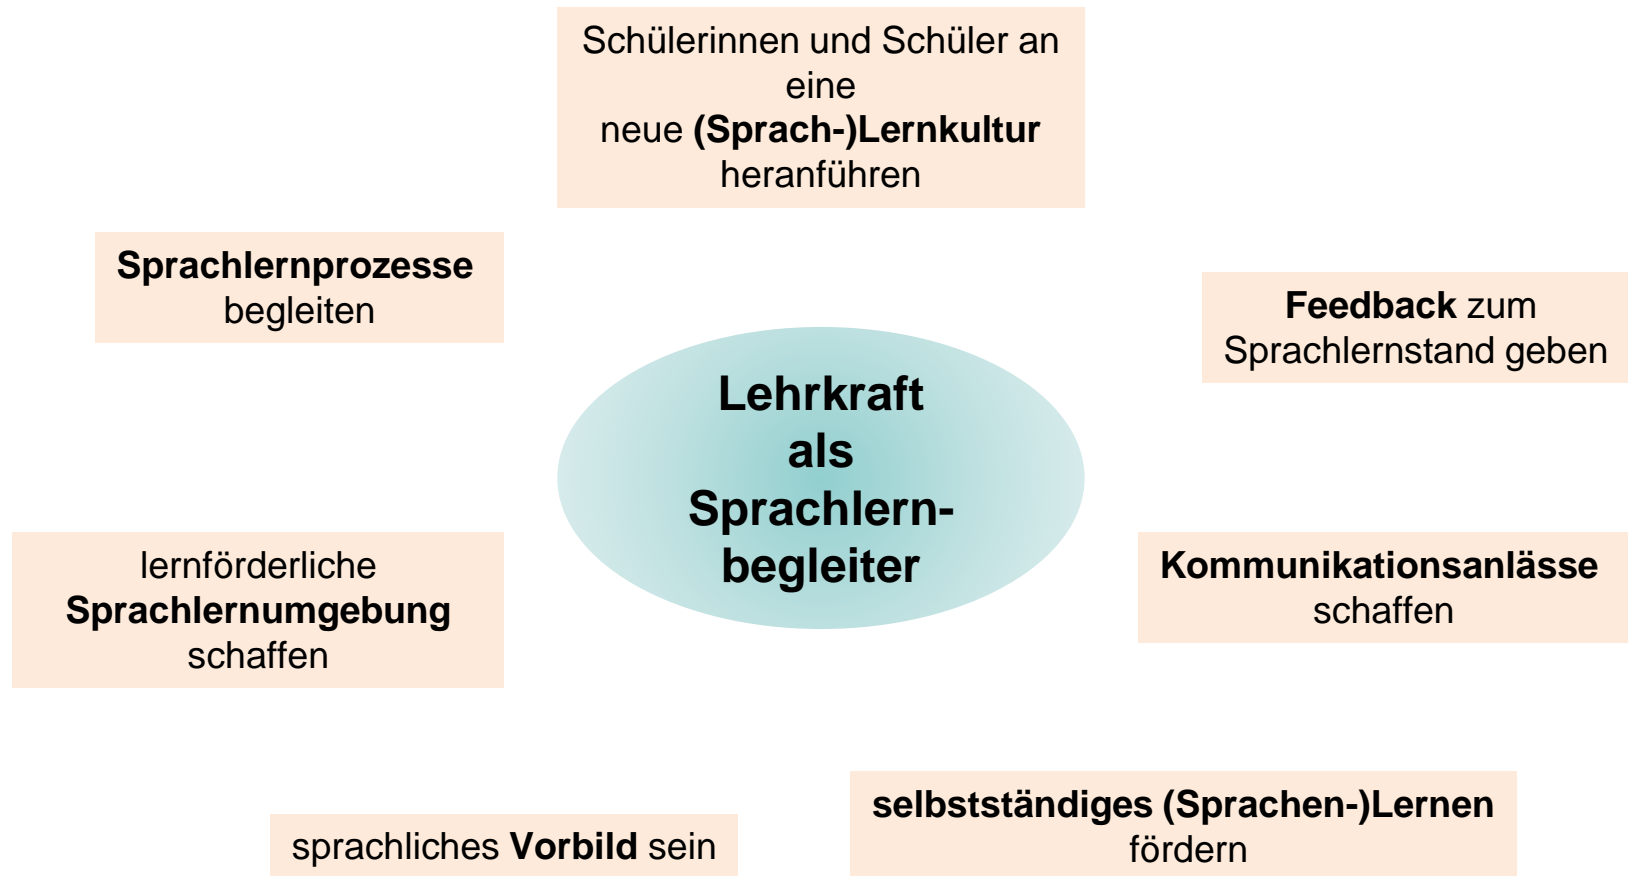 Schülerinnen und Schüler an
eine
neue (Sprach-)Lernkultur
heranführen
Sprachlernprozesse
begleiten
Feedback zum
Sprachlernstand geben
Lehrkraft
als
Sprachlern-
begleiter
lernförderliche
Sprachlernumgebung
schaffen
Kommunikationsanlässe
schaffen
sprachliches Vorbild sein
selbstständiges (Sprachen-)Lernen
fördern